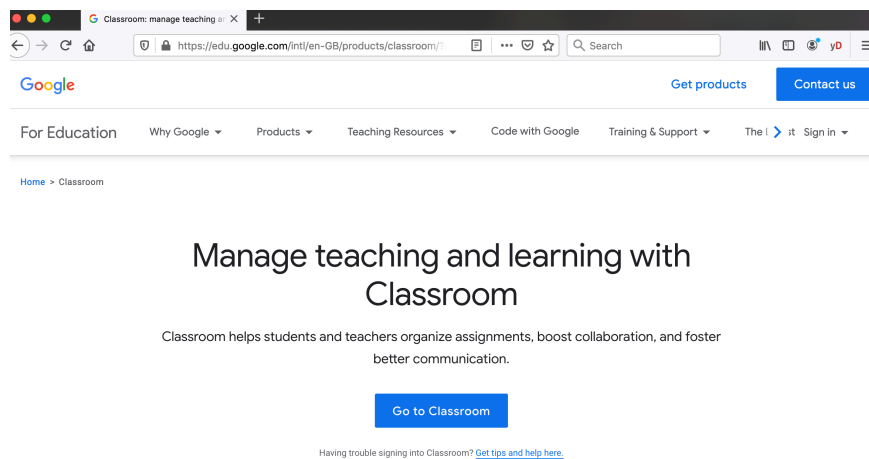 Classroom: manage teaching ar
https://edu.google.com/intl/en-GB/products/classroom/?
Search
yD
Google
Get products
Contact us
For Education
Why Google
Products
Teaching Resources
Code with Google
Training & Support
The
Sign in
Home > Classroom
Manage teaching and learning with
Classroom
Classroom helps students and teachers organize assignments, boost collaboration, and foster
better communication.
Go to Classroom
Having trouble signing into Classroom? Get tips and help here.